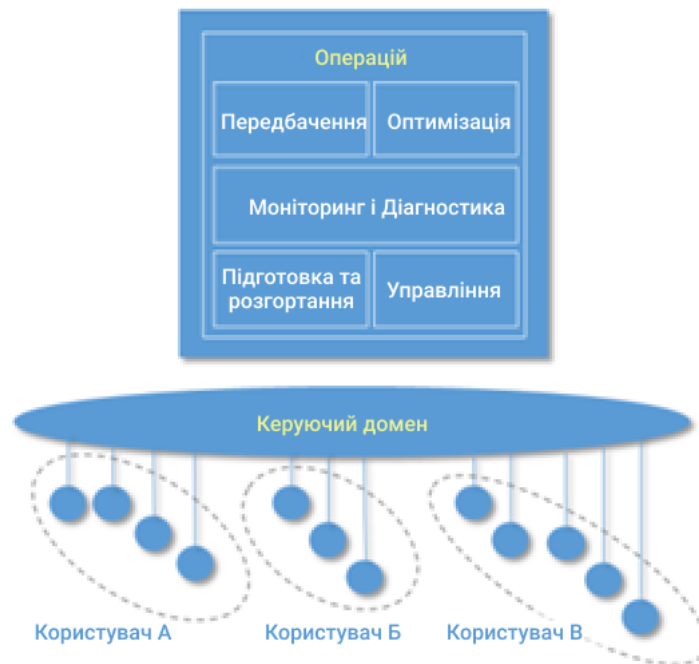 Операцій
Передбачення
Оптимізація
Моніторинг і Діагностика
Підготовка та
розгортання
Управління
Керуючий домен
Користувач А
Користувач Б
Користувач В